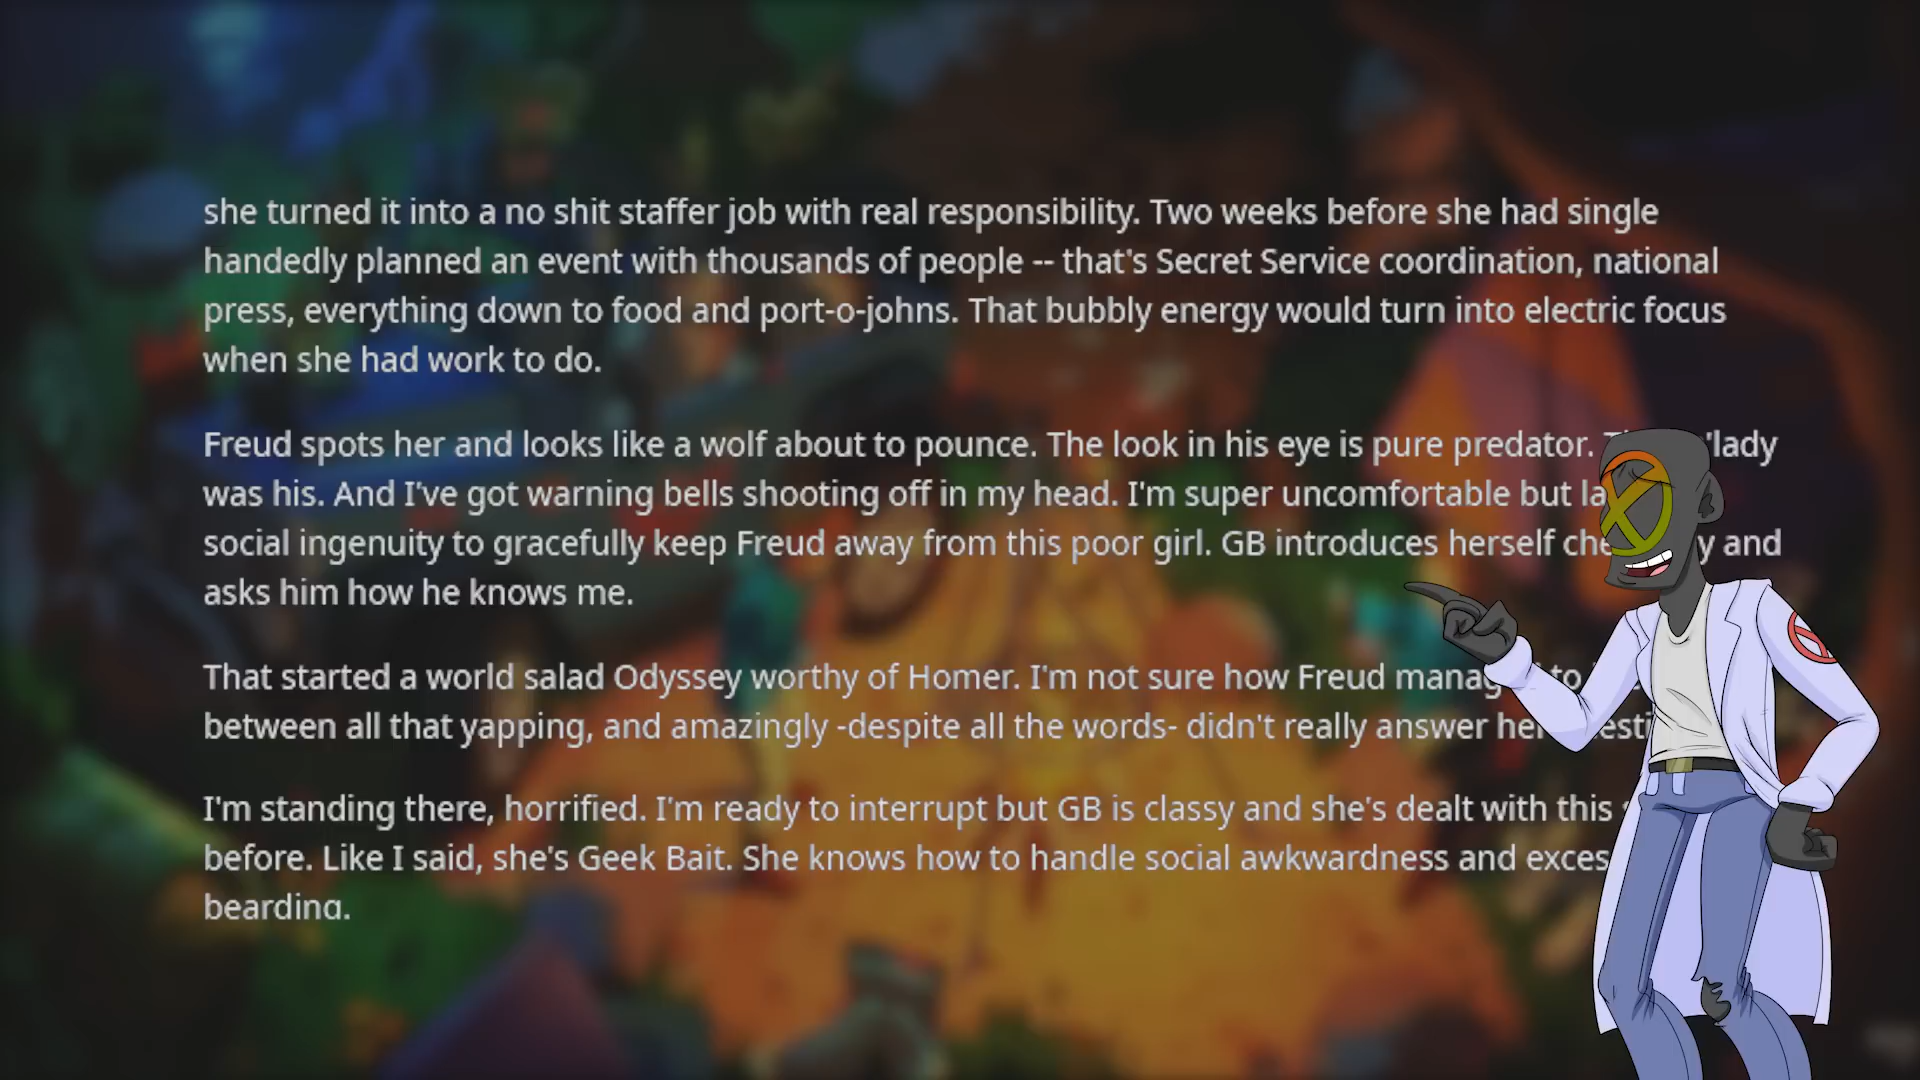 she turned it into a no shit staffer job with real responsibility. Two weeks before she had single
handedly planned an event with thousands of people -- that's Secret Service coordination, national
press, everything down to food and port-o-johns. That bubbly energy would turn into electric focus
when she had work to do.
Freud spots her and looks like a wolf about to pounce. The look in his eye is pure predator. 'lady
was his. And I've got warning bells shooting off in my head. I'm super uncomfortable but
social ingenuity to gracefully keep Freud away from this poor girl. GB introduces herself and
asks him how he knows me.
That started a world salad Odyssey worthy of Homer. I'm not sure how Freud to
between all that yapping, and amazingly -despite all the words- didn't really answer
I'm standing there, horrified. I'm ready to interrupt but GB is classy and she's dealt with this
before. Like I said, she's Geek Bait. She knows how to handle social awkwardness and
bearding.